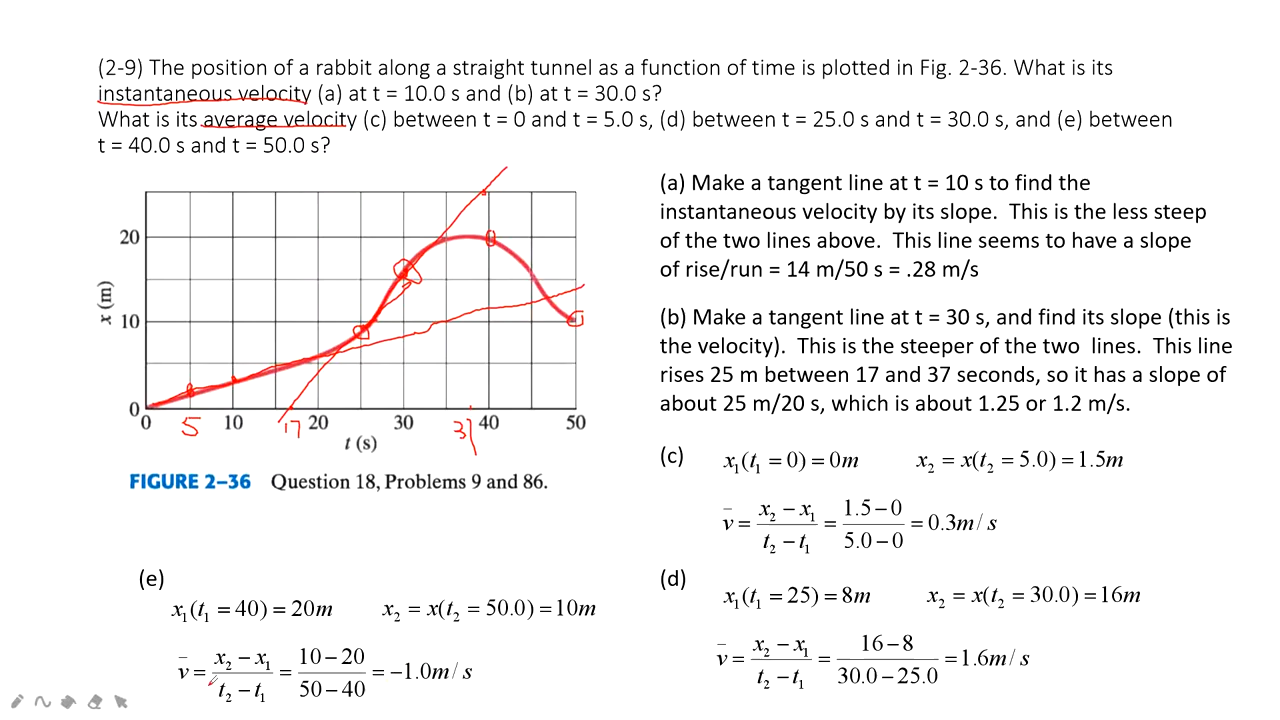 (2-9) The position of a rabbit along a straight tunnel as a function of time is plotted in Fig. 2-36. What is its
instantaneous velocity (a) at t = 10.0 s and (b) at t = 30.0 s?
What is its average velocity (c) between t = 0 and t = 5.0 s, (d) between t = 25.0 s and t = 30.0 s, and (e) between
t = 40.0 s and t = 50.0 s?
20
10
0
x (m)
0 10 20 30 40 50
5 17 37
t (s)
FIGURE 2–36 Question 18, Problems 9 and 86.
(a) Make a tangent line at t = 10 s to find the
instantaneous velocity by its slope. This is the less steep
of the two lines above. This line seems to have a slope
of rise/run = 14 m/50 s = .28 m/s
(b) Make a tangent line at t = 30 s, and find its slope (this is
the velocity). This is the steeper of the two lines. This line
rises 25 m between 17 and 37 seconds, so it has a slope of
about 25 m/20 s, which is about 1.25 or 1.2 m/s.
(c) x₁(t₁ = 0) = 0m x₂ = x(t₂ = 5.0) = 1.5m
v̄ = (x₂ − x₁)/(t₂ − t₁) = (1.5 − 0)/(5.0 − 0) = 0.3m / s
(d) x₁(t₁ = 25) = 8m x₂ = x(t₂ = 30.0) = 16m
v̄ = (x₂ − x₁)/(t₂ − t₁) = (16 − 8)/(30.0 − 25.0) = 1.6m / s
(e)
x₁(t₁ = 40) = 20m x₂ = x(t₂ = 50.0) = 10m
v̄ = (x₂ − x₁)/(t₂ − t₁) = (10 − 20)/(50 − 40) = −1.0m / s